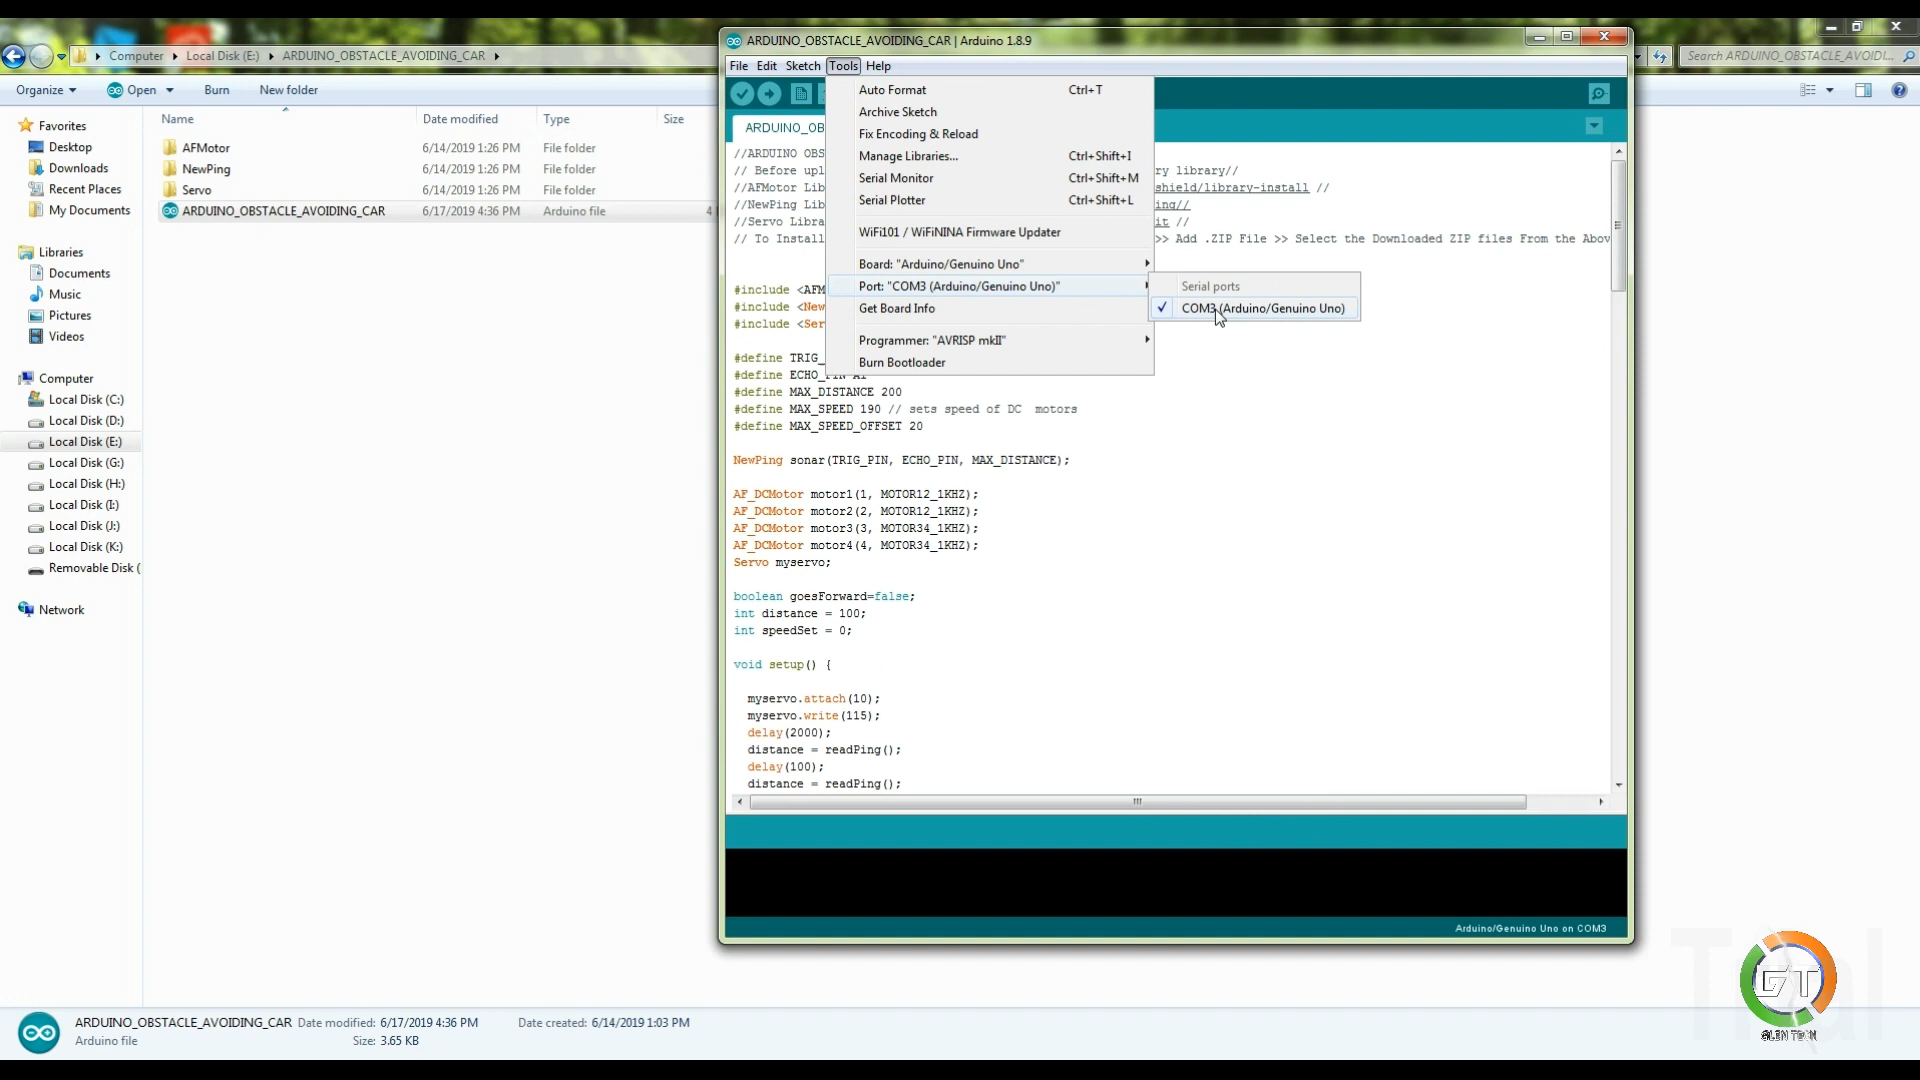 ARDUINO_OBSTACLE_AVOIDING_CAR | Arduino 1.8.9
Computer Local Disk (E:) ARDUINO_OBSTACLE_AVOIDING_CAR
Search ARDUINO_OBSTACLE_AVOIDI...
File Edit Sketch Tools Help
Organize Open Burn New folder
Name Date modified Type Size
Favorites
Desktop
Downloads
Recent Places
My Documents
Libraries
Documents
Music
Pictures
Videos
Computer
Local Disk (C:)
Local Disk (D:)
Local Disk (E:)
Local Disk (G:)
Local Disk (H:)
Local Disk (I:)
Local Disk (J:)
Local Disk (K:)
Removable Disk (
Network
AFMotor 6/14/2019 1:26 PM File folder
NewPing 6/14/2019 1:26 PM File folder
Servo 6/14/2019 1:26 PM File folder
ARDUINO_OBSTACLE_AVOIDING_CAR 6/17/2019 4:36 PM Arduino file 4
Auto Format Ctrl+T
Archive Sketch
Fix Encoding & Reload
Manage Libraries... Ctrl+Shift+I
Serial Monitor Ctrl+Shift+M
Serial Plotter Ctrl+Shift+L
WiFi101 / WiFiNINA Firmware Updater
Board: "Arduino/Genuino Uno"
Port: "COM3 (Arduino/Genuino Uno)"
Get Board Info
Programmer: "AVRISP mkII"
Burn Bootloader
Serial ports
COM3 (Arduino/Genuino Uno)
ARDUINO_OB
//ARDUINO OBS
// Before upl ry library//
//AFMotor Lib shield/library-install //
//NewPing Lib ing//
//Servo Libra it //
// To Instal >> Add .ZIP File >> Select the Downloaded ZIP files From the Abov
#include <AFM
#include <New
#include <Ser
#define TRIG_
#define ECHO_PIN A1
#define MAX_DISTANCE 200
#define MAX_SPEED 190 // sets speed of DC  motors
#define MAX_SPEED_OFFSET 20
NewPing sonar(TRIG_PIN, ECHO_PIN, MAX_DISTANCE);
AF_DCMotor motor1(1, MOTOR12_1KHZ);
AF_DCMotor motor2(2, MOTOR12_1KHZ);
AF_DCMotor motor3(3, MOTOR34_1KHZ);
AF_DCMotor motor4(4, MOTOR34_1KHZ);
Servo myservo;
boolean goesForward=false;
int distance = 100;
int speedSet = 0;
void setup() {
myservo.attach(10);
myservo.write(115);
delay(2000);
distance = readPing();
delay(100);
distance = readPing();
Arduino/Genuino Uno on COM3
GT
GLEN TECH
ARDUINO_OBSTACLE_AVOIDING_CAR Date modified: 6/17/2019 4:36 PM Date created: 6/14/2019 1:03 PM
Arduino file Size: 3.65 KB